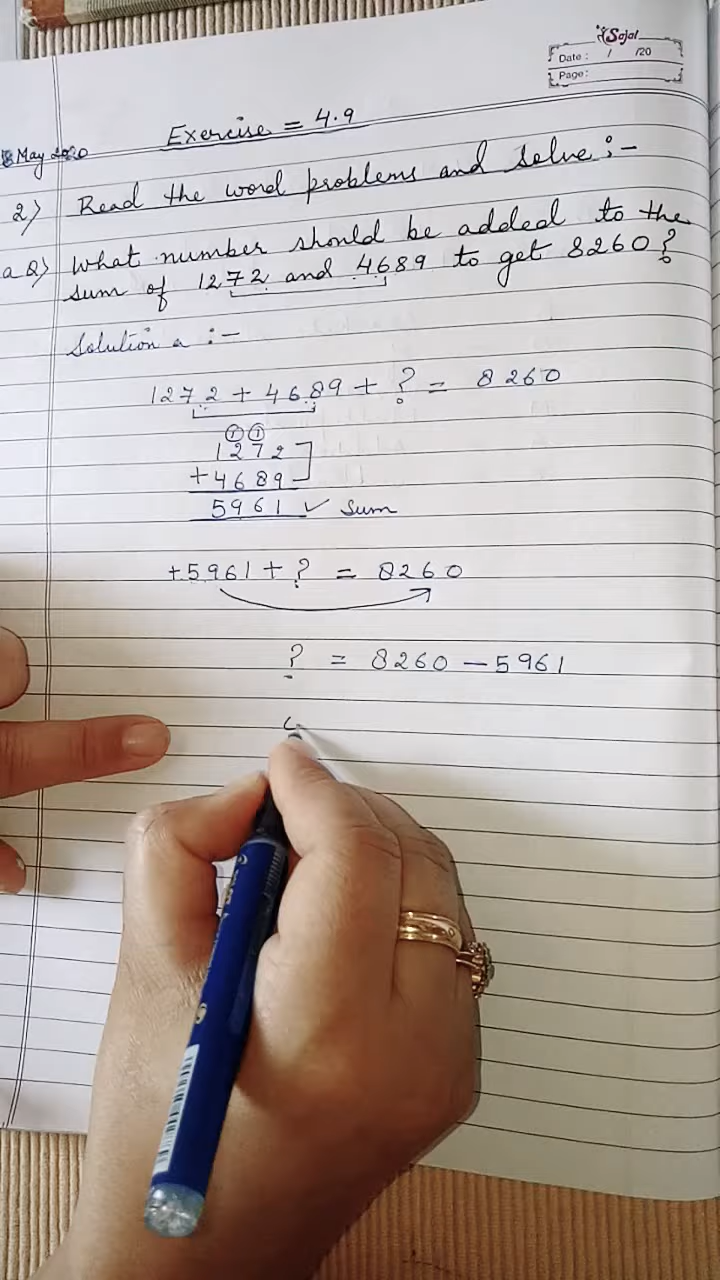 Sajal
Date : / /20
Page:
Exercise = 4.9
8 May 2020
2) Read the word problems and solve :-
a Q) What number should be added to the
sum of 1272 and 4689 to get 8260?
Solution a :-
1272 + 4689 + ? = 8260
1 1
1272
+4689
5961 ✓ Sum
+5961 + ? = 8260
? = 8260 - 5961